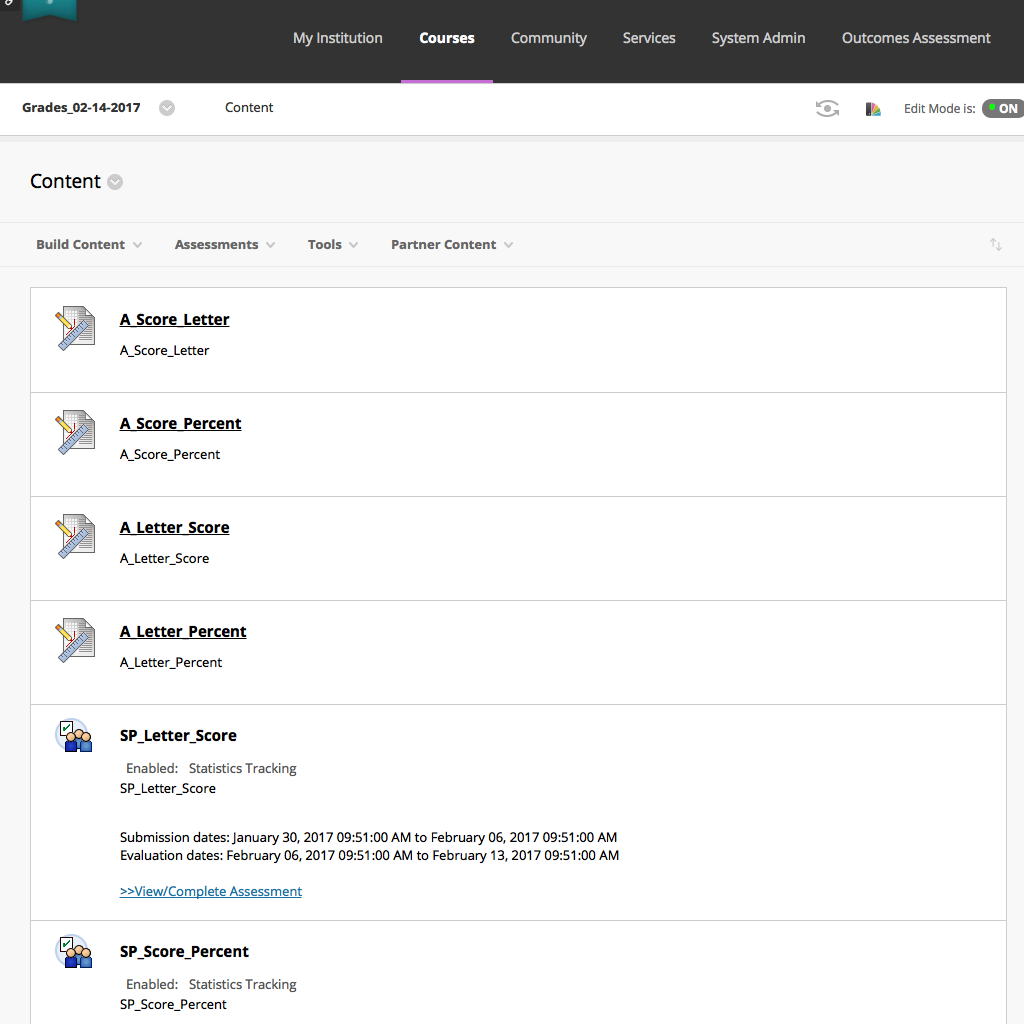 My Institution Courses Community Services System Admin Outcomes Assessment
Grades_02-14-2017 Content Edit Mode is: ON
Content
Build Content Assessments Tools Partner Content
A_Score_Letter
A_Score_Letter
A_Score_Percent
A_Score_Percent
A_Letter_Score
A_Letter_Score
A_Letter_Percent
A_Letter_Percent
SP_Letter_Score
Enabled: Statistics Tracking
SP_Letter_Score
Submission dates: January 30, 2017 09:51:00 AM to February 06, 2017 09:51:00 AM
Evaluation dates: February 06, 2017 09:51:00 AM to February 13, 2017 09:51:00 AM
>>View/Complete Assessment
SP_Score_Percent
Enabled: Statistics Tracking
SP_Score_Percent